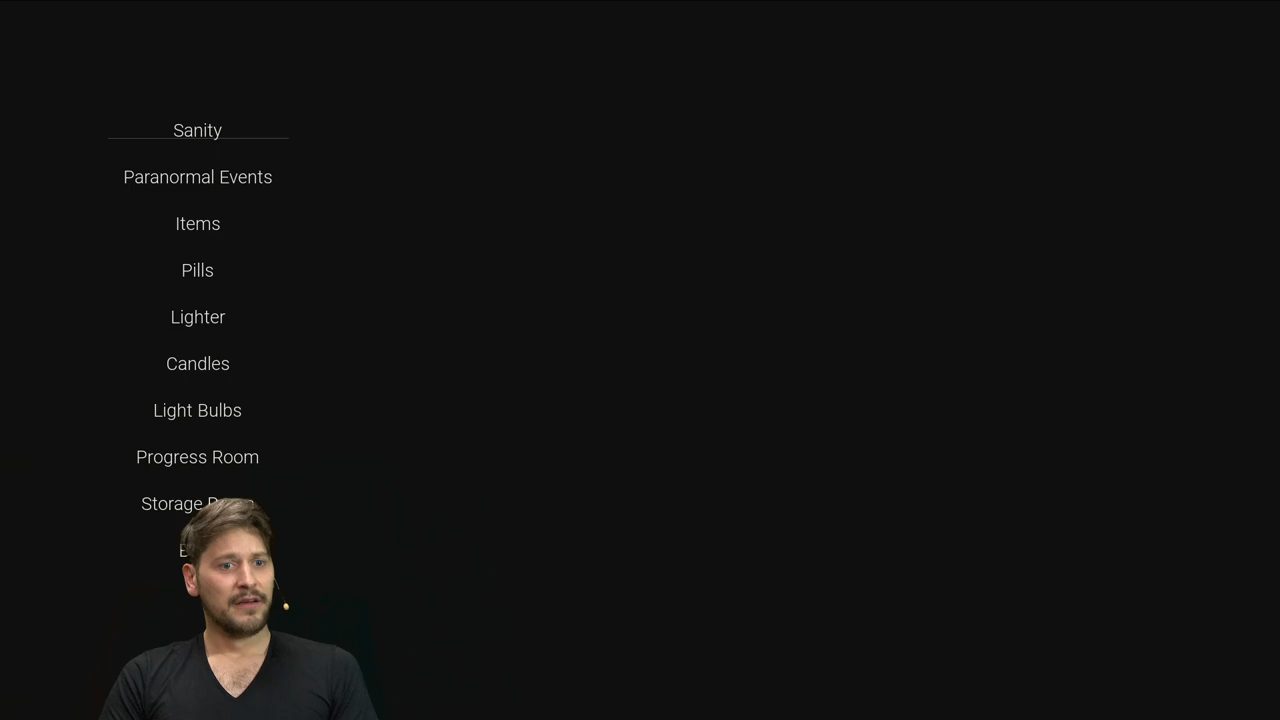 Sanity
Paranormal Events
Items
Pills
Lighter
Candles
Light Bulbs
Progress Room
Storage